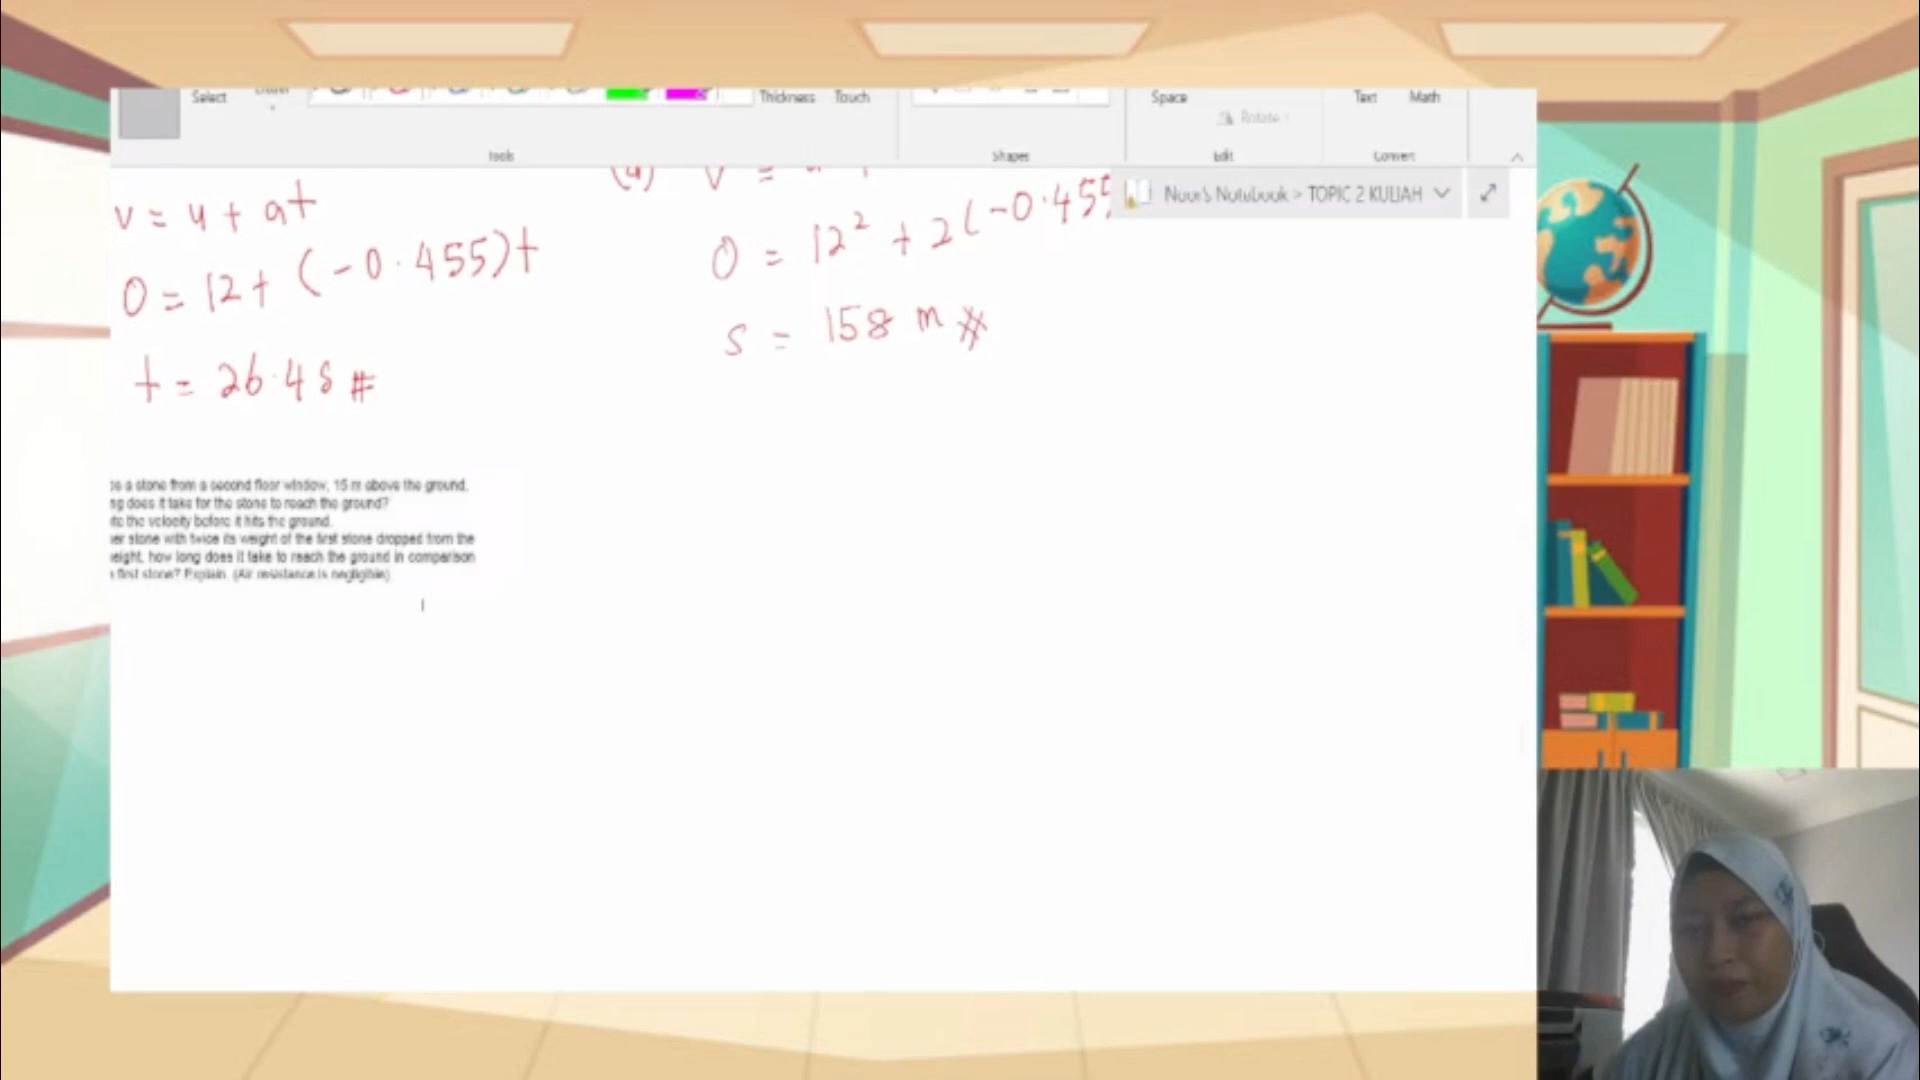 Select
Thickness
Touch
Space
Text
Math
Rotate
Tools
Shapes
Edit
Convert
Noor's Notebook > TOPIC 2 KULIAH
v = u + at
0 = 12 + (-0.455)t
t = 26.4 s #
v =
0 = 12² + 2(-0.455
s = 158 m #
a stone from a second floor window, 15 m above the ground.
does it take for the stone to reach the ground?
the velocity before it hits the ground.
stone with twice its weight of the first stone dropped from the
how long does it take to reach the ground in comparison
first stone? Explain. (Air resistance is negligible)